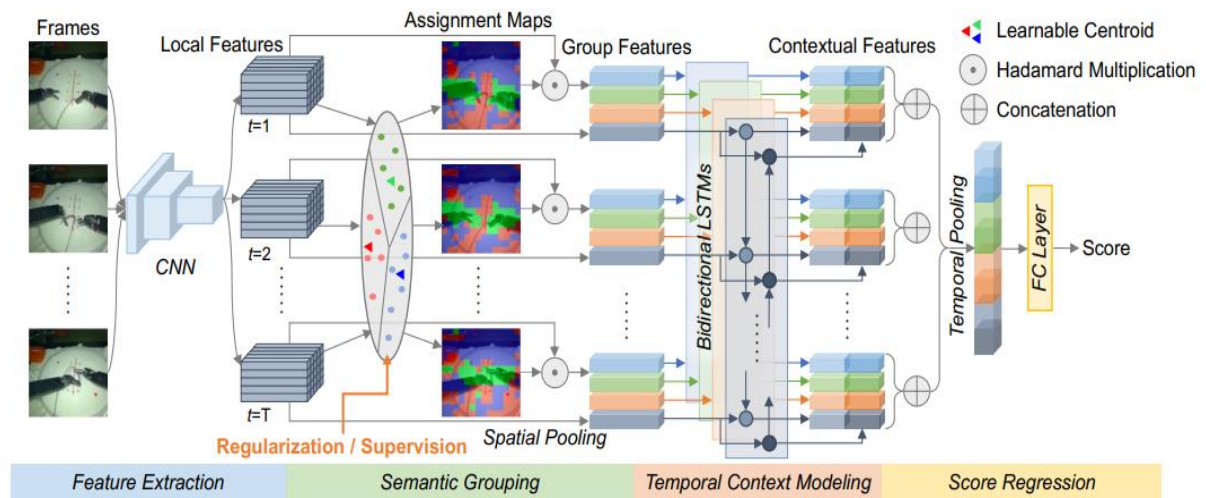 Frames
Local Features
Assignment Maps
Group Features
Contextual Features
Learnable Centroid
Hadamard Multiplication
Concatenation
t=1
CNN
t=2
t=T
Bidirectional LSTMs
Temporal Pooling
FC Layer
Score
Regularization / Supervision
Spatial Pooling
Feature Extraction
Semantic Grouping
Temporal Context Modeling
Score Regression